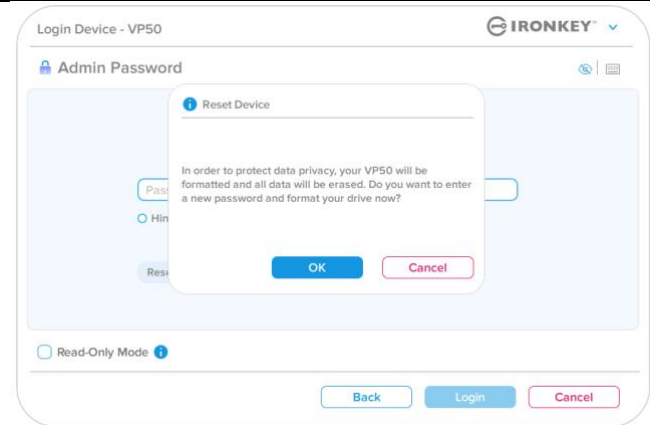 Login Device - VP50
IRONKEY™
Admin Password
Reset Device
In order to protect data privacy, your VP50 will be
formatted and all data will be erased. Do you want to enter
a new password and format your drive now?
OK
Cancel
Read-Only Mode
Back
Login
Cancel